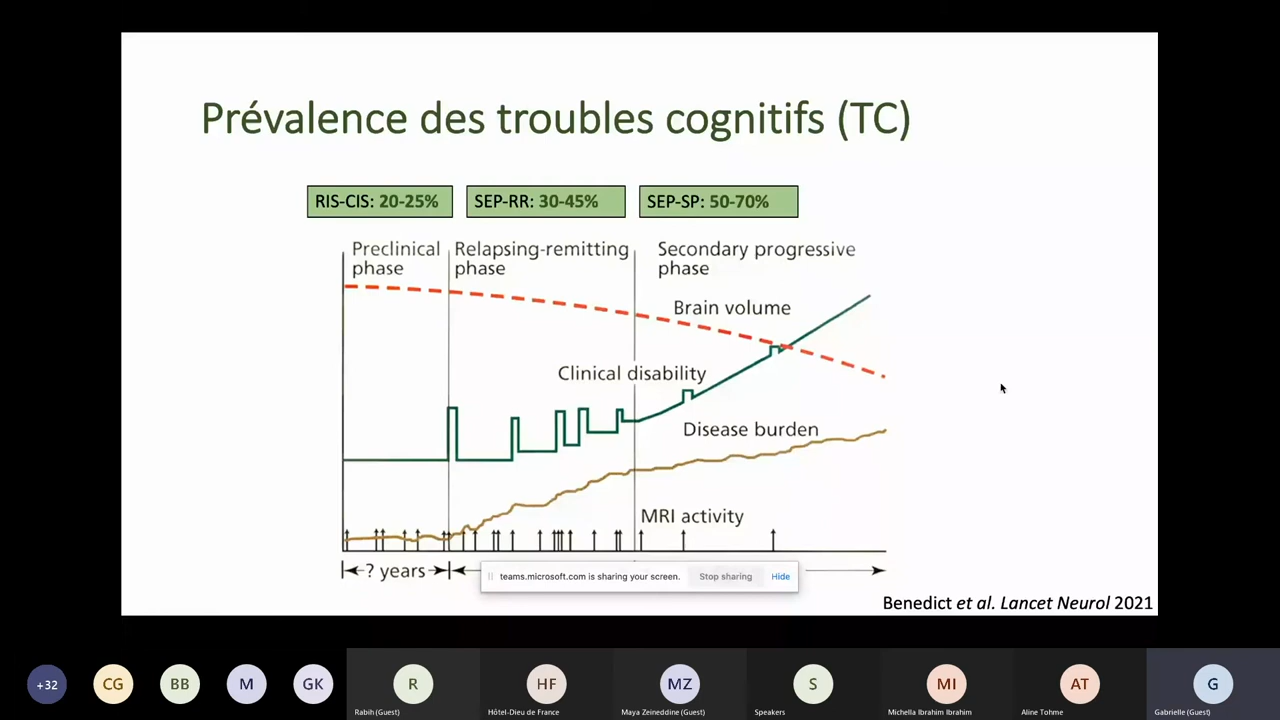 Prévalence des troubles cognitifs (TC)
RIS-CIS: 20-25%
SEP-RR: 30-45%
SEP-SP: 50-70%
Preclinical
phase
Relapsing-remitting
phase
Secondary progressive
phase
Brain volume
Clinical disability
Disease burden
MRI activity
? years
teams.microsoft.com is sharing your screen.
Stop sharing
Hide
Benedict et al. Lancet Neurol 2021
+32
CG
BB
M
GK
R
HF
MZ
S
MI
AT
G
Rabih (Guest)
Hôtel-Dieu de France
Maya Zeineddine (Guest)
Speakers
Michella Ibrahim Ibrahim
Aline Tohme
Gabrielle (Guest)